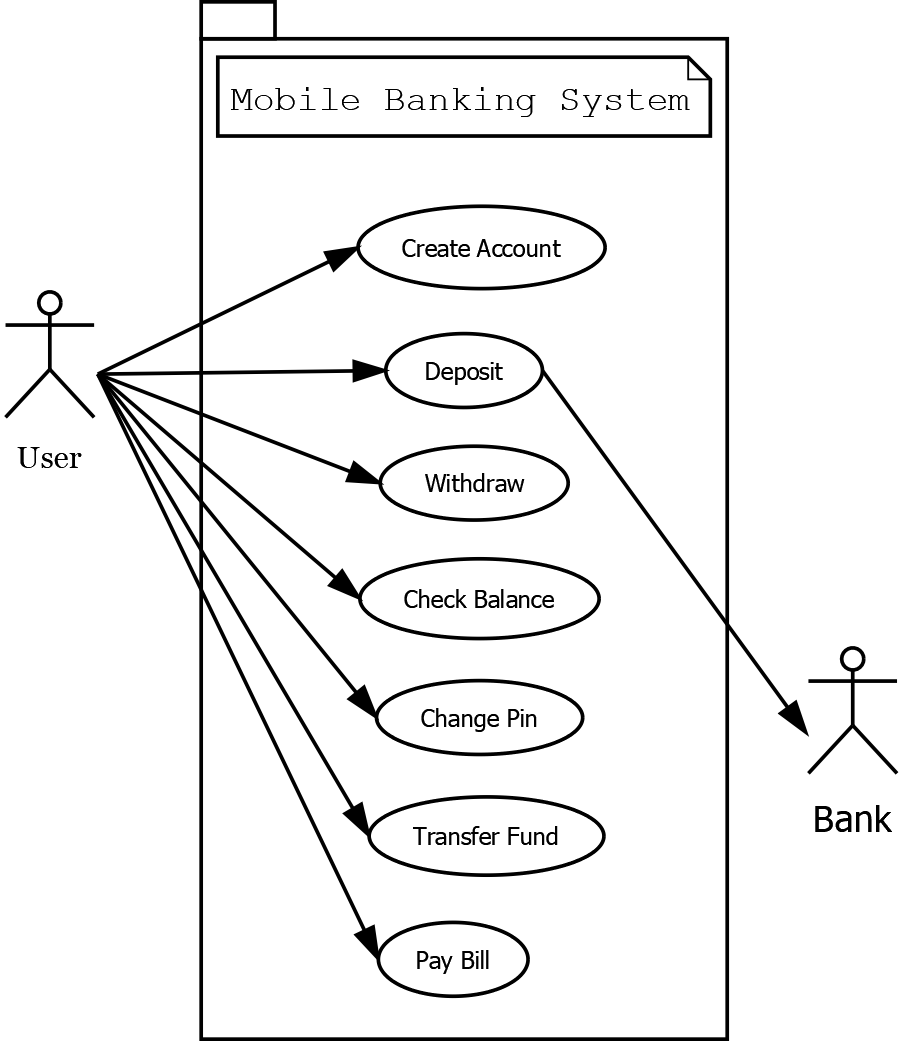 Mobile Banking System
Create Account
Deposit
User
Withdraw
Check Balance
Change Pin
Bank
Transfer Fund
Pay Bill